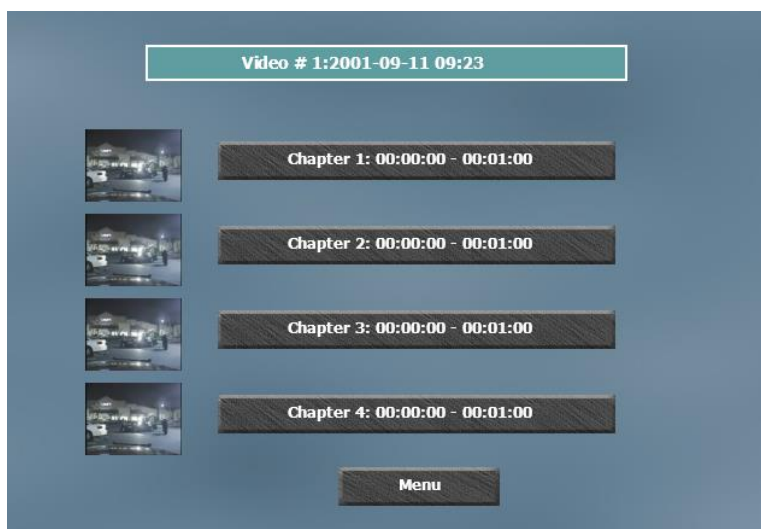 Video # 1:2001-09-11 09:23
Chapter 1: 00:00:00 - 00:01:00
Chapter 2: 00:00:00 - 00:01:00
Chapter 3: 00:00:00 - 00:01:00
Chapter 4: 00:00:00 - 00:01:00
Menu